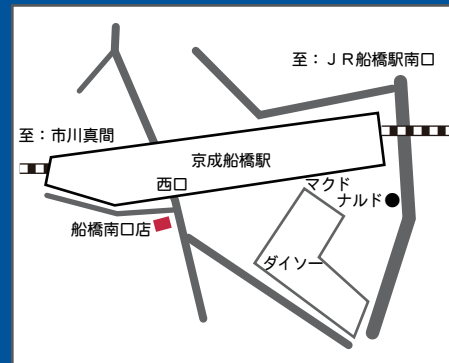 至：ＪＲ船橋駅南口
至：市川真間
京成船橋駅
西口
マクド
ナルド
船橋南口店
ダイソー